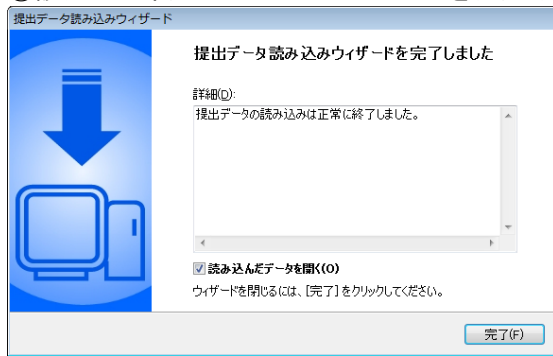 提出データ読み込みウィザード
提出データ読み込みウィザードを完了しました
詳細(D):
提出データの読み込みは正常に終了しました。
読み込んだデータを開く(O)
ウィザードを閉じるには、[完了]をクリックしてください。
完了(F)